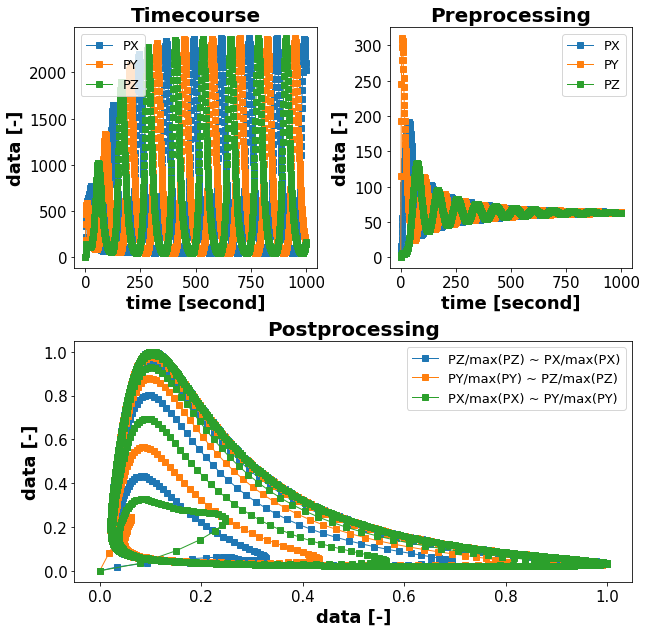 Timecourse
PX
PY
PZ
data [-]
2000
1500
1000
500
0
0 250 500 750 1000
time [second]
Preprocessing
PX
PY
PZ
data [-]
300
250
200
150
100
50
0
0 250 500 750 1000
time [second]
Postprocessing
PZ/max(PZ) ~ PX/max(PX)
PY/max(PY) ~ PZ/max(PZ)
PX/max(PX) ~ PY/max(PY)
data [-]
1.0
0.8
0.6
0.4
0.2
0.0
0.0 0.2 0.4 0.6 0.8 1.0
data [-]